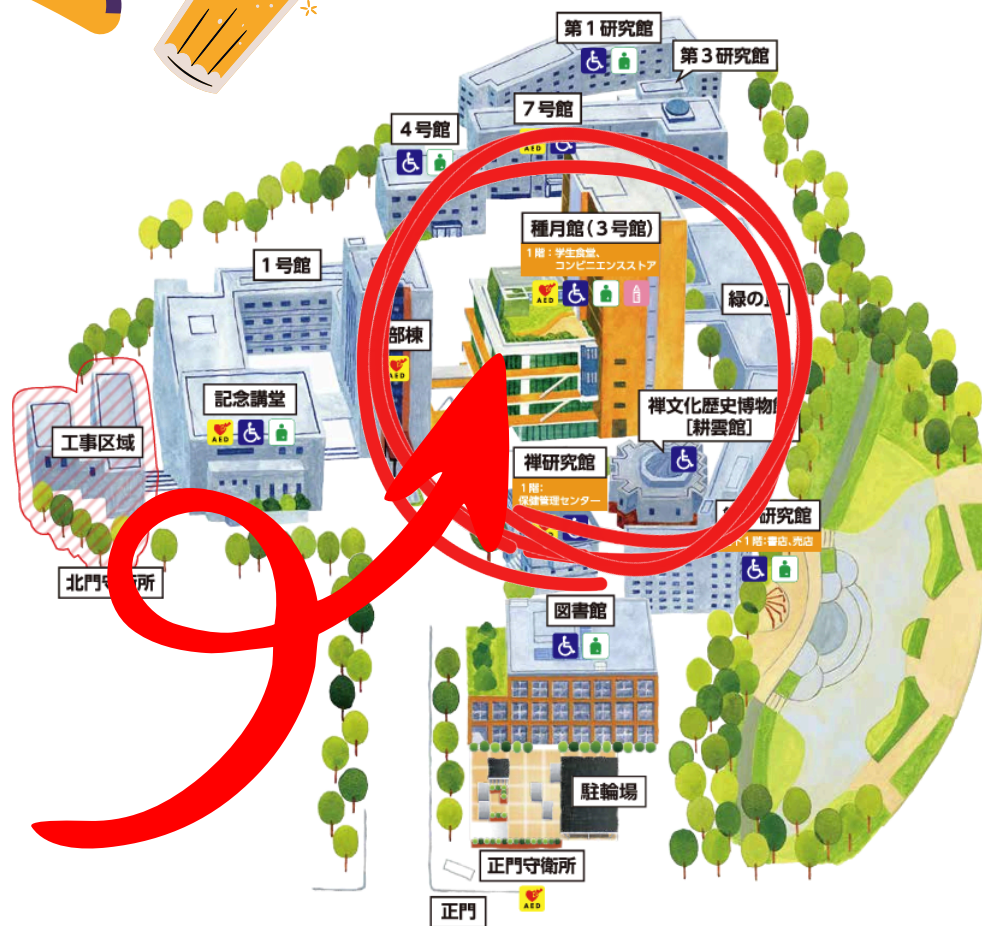 第1研究館
第3研究館
7号館
AED
4号館
種月館(3号館)
1階:学生食堂、
コンビニエンスストア
AED
1号館
緑の
部棟
AED
記念講堂
AED
工事区域
禅文化歴史博物
[耕雲館]
禅研究館
1階:
保健管理センター
研究館
1階:書店、売店
北門守 所
図書館
駐輪場
正門守衛所
AED
正門